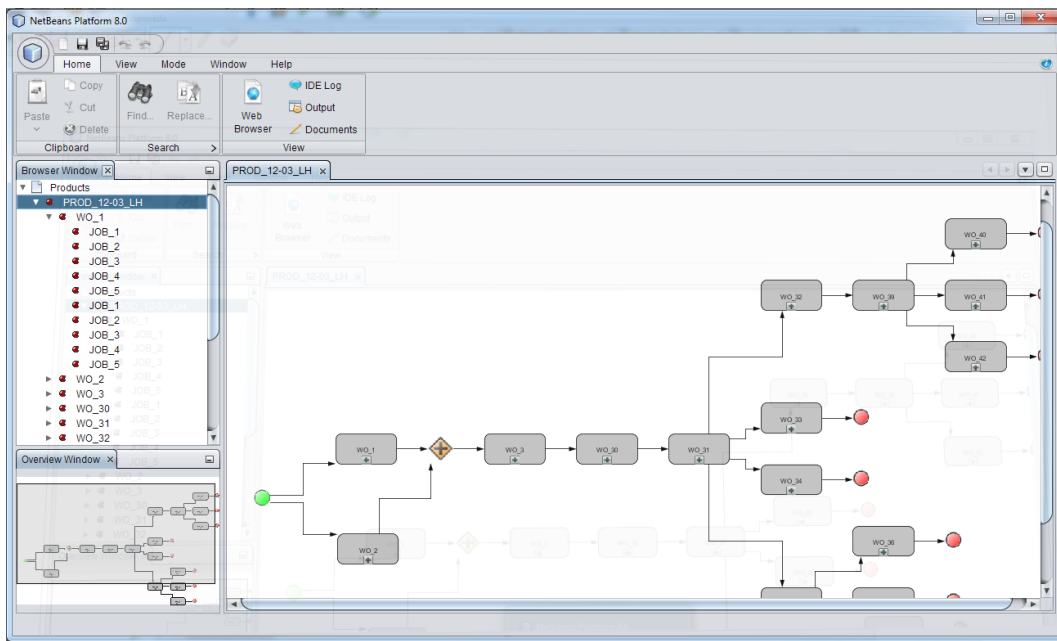 NetBeans Platform 8.0
Home View Mode Window Help
Paste
Copy
Cut
Delete
Clipboard
Find...
Replace...
Search
Web Browser
IDE Log
Output
Documents
View
Browser Window
Products
PROD_12-03_LH
WO_1
JOB_1
JOB_2
JOB_3
JOB_4
JOB_5
JOB_1
JOB_2
JOB_3
JOB_4
JOB_5
WO_2
WO_3
WO_30
WO_31
WO_32
Overview Window
PROD_12-03_LH
WO_40
WO_32
WO_39
WO_41
WO_42
WO_33
WO_1
WO_3
WO_30
WO_31
WO_34
WO_2
WO_36